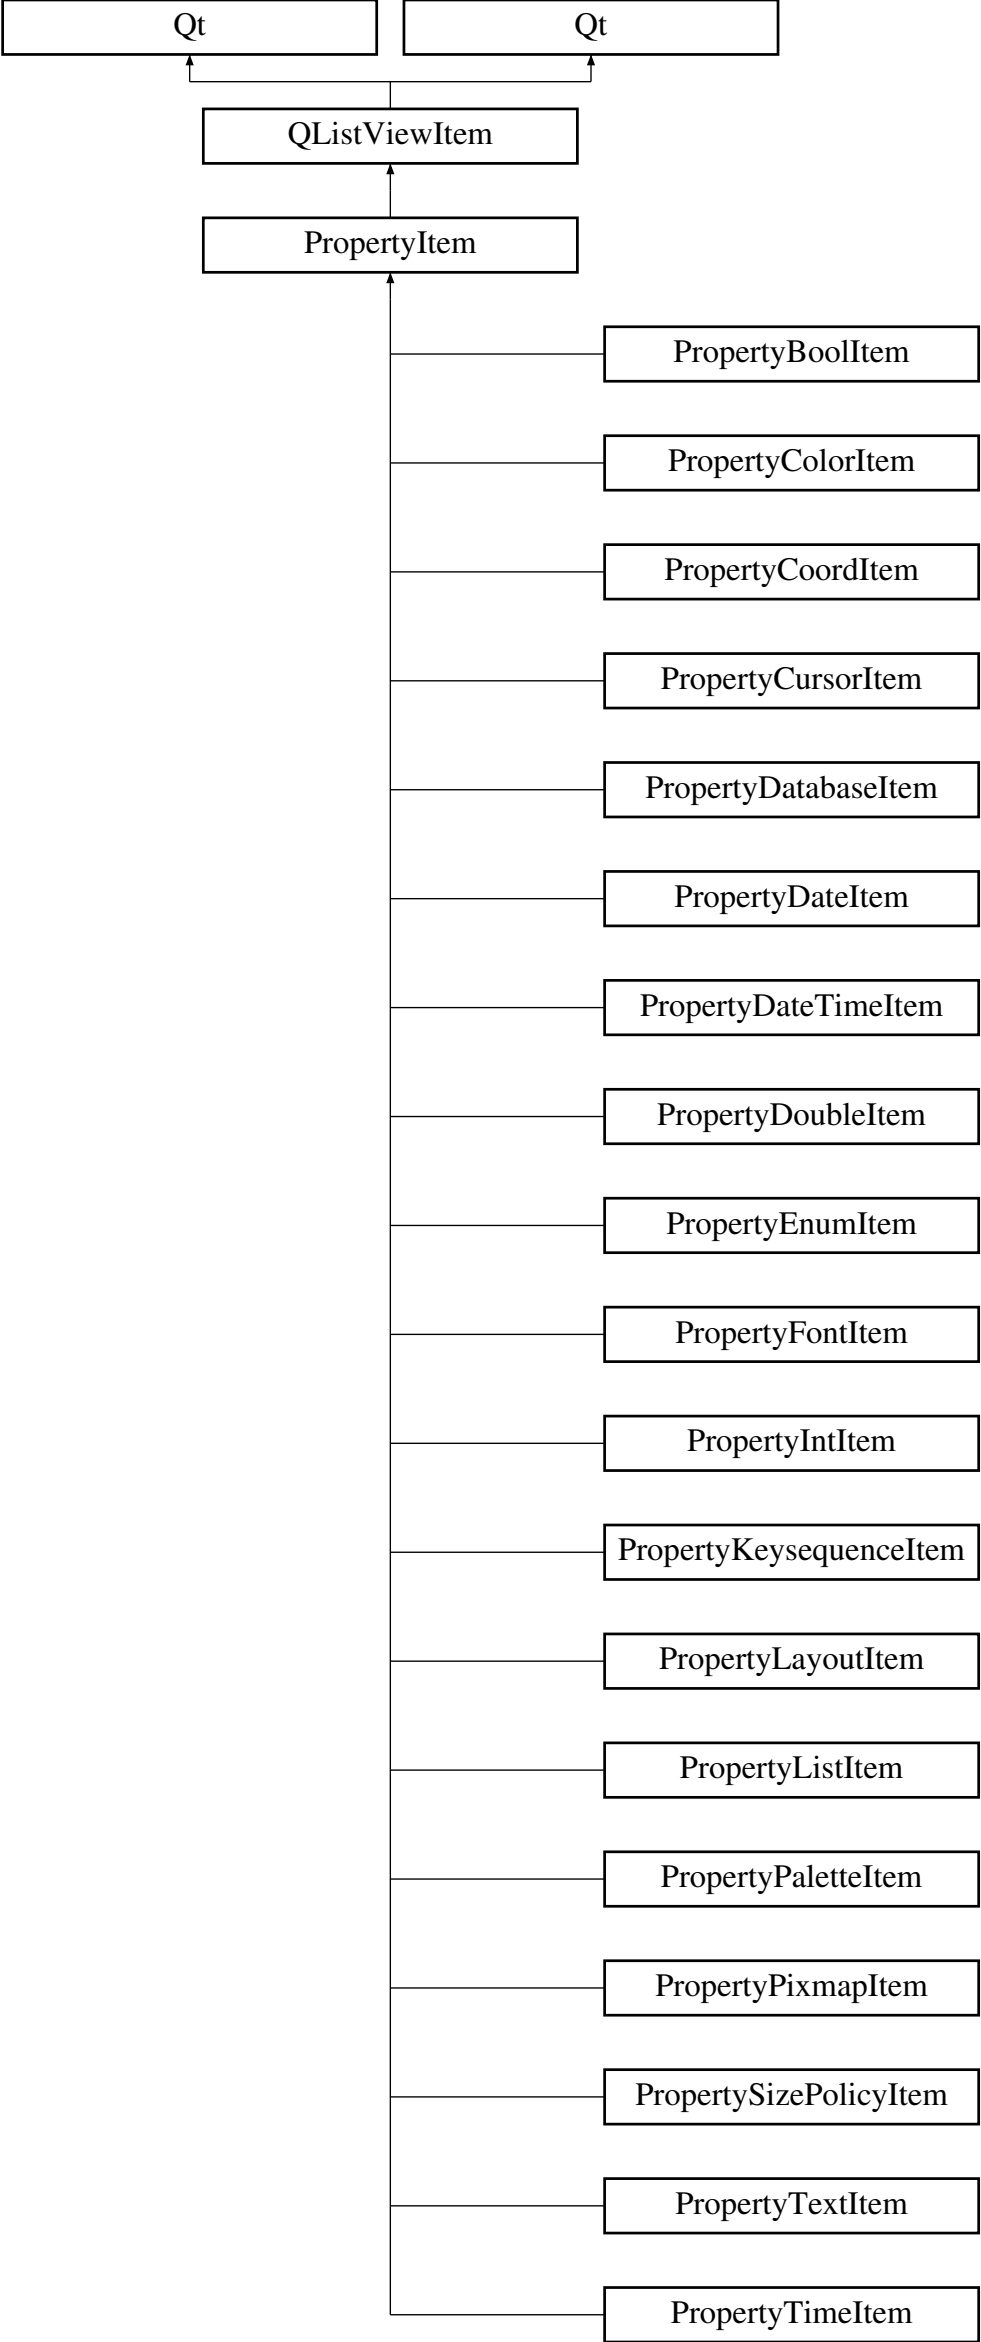 Qt
Qt
QListViewItem
PropertyItem
PropertyBoolItem
PropertyColorItem
PropertyCoordItem
PropertyCursorItem
PropertyDatabaseItem
PropertyDateItem
PropertyDateTimeItem
PropertyDoubleItem
PropertyEnumItem
PropertyFontItem
PropertyIntItem
PropertyKeysequenceItem
PropertyLayoutItem
PropertyListItem
PropertyPaletteItem
PropertyPixmapItem
PropertySizePolicyItem
PropertyTextItem
PropertyTimeItem